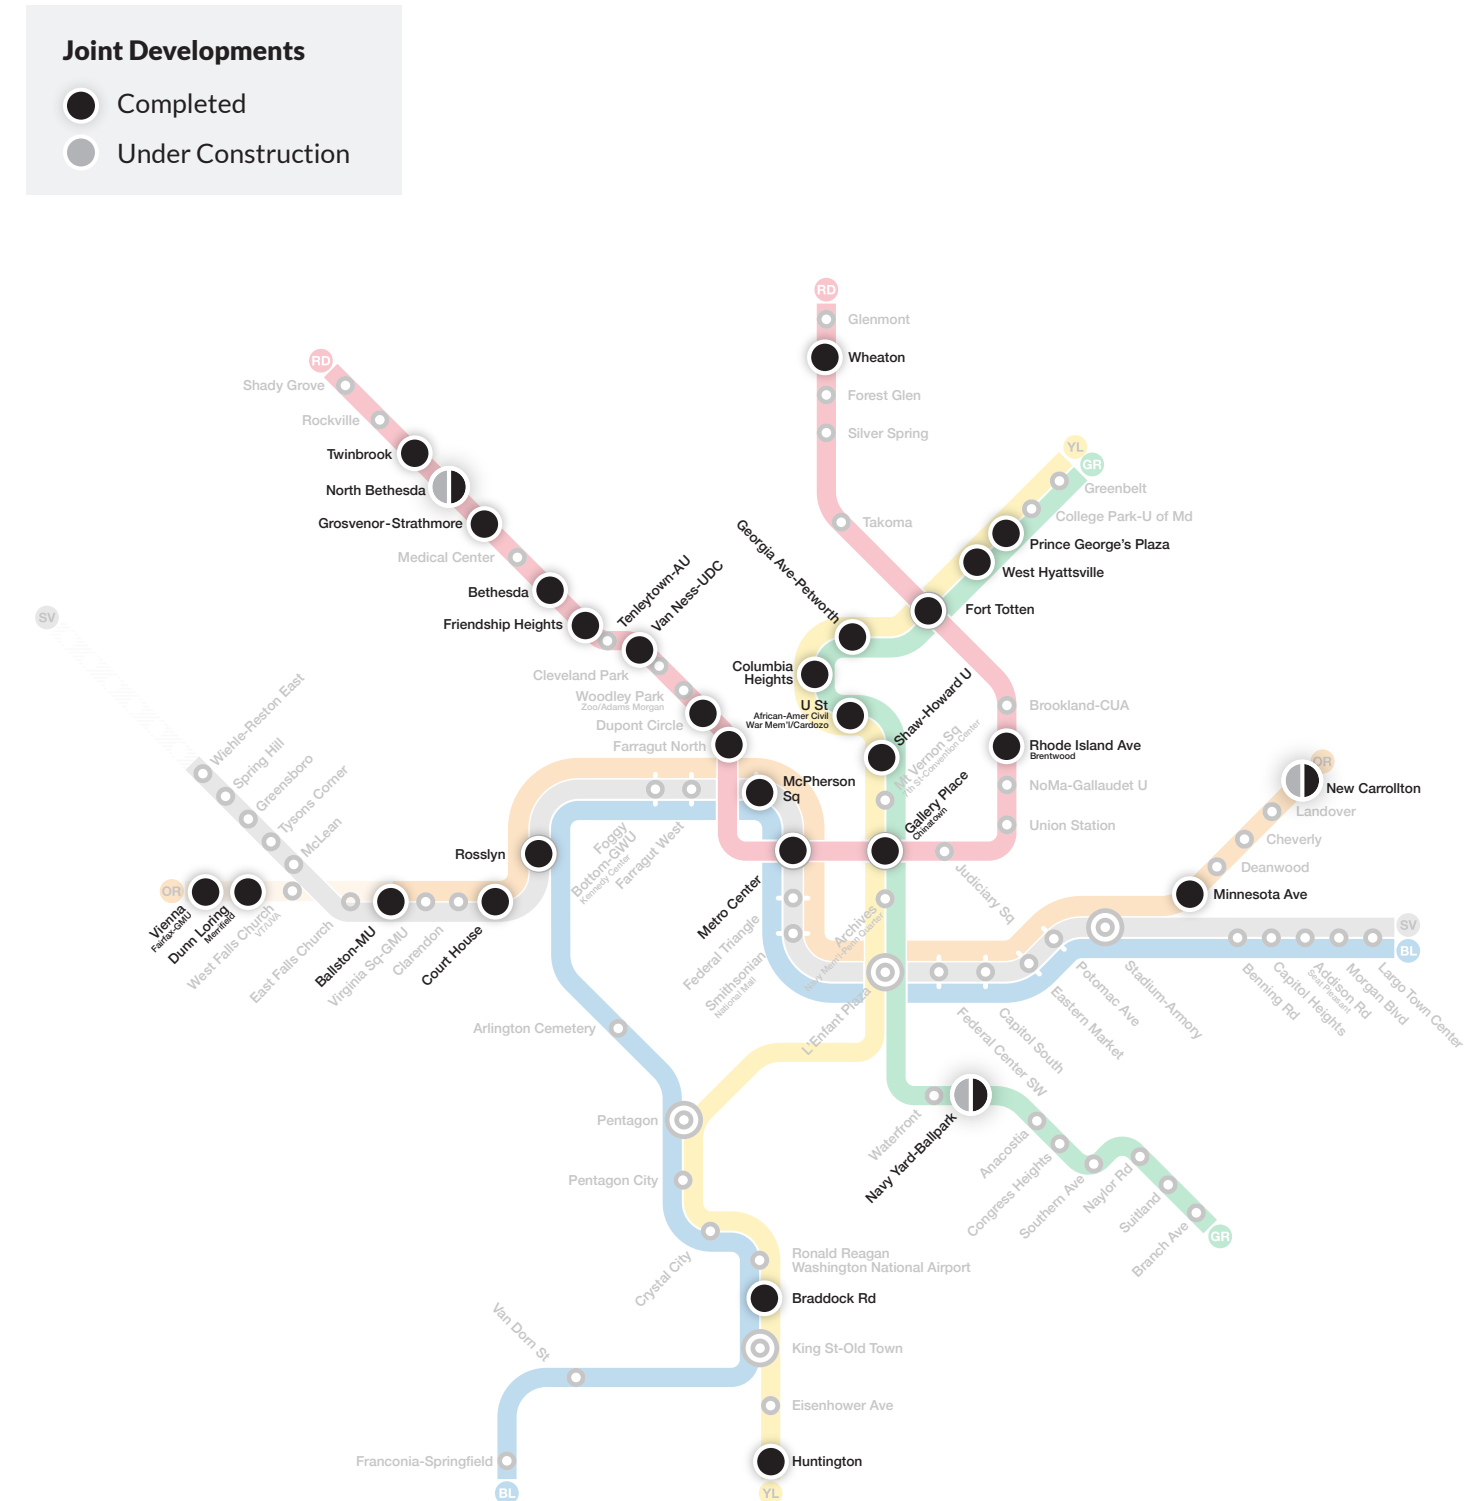 Joint Developments
Completed
Under Construction
RD
Glenmont
Wheaton
Forest Glen
Silver Spring
Takoma
RD
Shady Grove
Rockville
Twinbrook
North Bethesda
Grosvenor-Strathmore
Medical Center
Bethesda
Friendship Heights
Tenleytown-AU
Van Ness-UDC
Cleveland Park
Woodley Park
Zoo/Adams Morgan
Dupont Circle
Farragut North
YL
GR
Greenbelt
College Park-U of Md
Prince George's Plaza
West Hyattsville
Fort Totten
Georgia Ave-Petworth
Columbia
Heights
U St
African-Amer Civil
War Mem'l/Cardozo
Shaw-Howard U
Mt Vernon Sq
7th St-Convention Center
Gallery Place
Chinatown
Brookland-CUA
Rhode Island Ave
Brentwood
NoMa-Gallaudet U
Union Station
Judiciary Sq
SV
Wiehle-Reston East
Spring Hill
Greensboro
Tysons Corner
McLean
OR
Vienna
Fairfax-GMU
Dunn Loring
Merrifield
West Falls Church
VT/UVA
East Falls Church
Ballston-MU
Virginia Sq-GMU
Clarendon
Court House
Rosslyn
Foggy
Bottom-GWU
Kennedy Center
Farragut West
McPherson
Sq
Metro Center
Federal Triangle
Smithsonian
National Mall
Archives
Navy Mem'l-Penn Quarter
L'Enfant Plaza
Federal Center SW
Capitol South
Eastern Market
Potomac Ave
Stadium-Armory
OR
New Carrollton
Landover
Cheverly
Deanwood
Minnesota Ave
SV
BL
Benning Rd
Capitol Heights
Addison Rd
Seat Pleasant
Morgan Blvd
Largo Town Center
Arlington Cemetery
Pentagon
Pentagon City
Crystal City
Ronald Reagan
Washington National Airport
Braddock Rd
King St-Old Town
Eisenhower Ave
Huntington
YL
Van Dorn St
Franconia-Springfield
BL
Waterfront
Navy Yard-Ballpark
Anacostia
Congress Heights
Southern Ave
Naylor Rd
Suitland
Branch Ave
GR